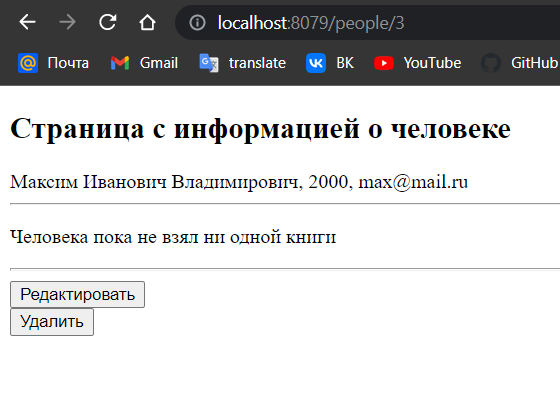 localhost:8079/people/3
Почта Gmail translate ВК YouTube GitHub
Страница с информацией о человеке
Максим Иванович Владимирович, 2000, max@mail.ru
Человека пока не взял ни одной книги
Редактировать
Удалить